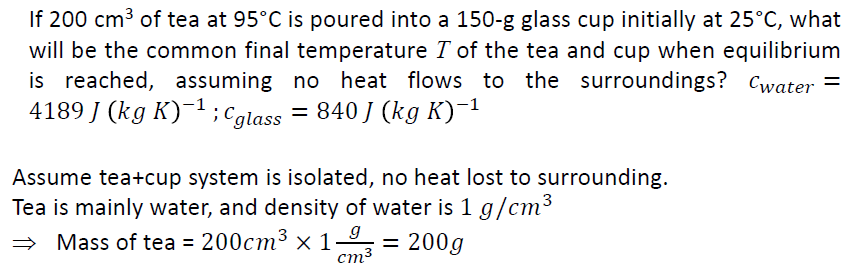 If 200 cm³ of tea at 95°C is poured into a 150-g glass cup initially at 25°C, what
will be the common final temperature T of the tea and cup when equilibrium
is reached, assuming no heat flows to the surroundings? c_water =
4189 J (kg K)⁻¹ ; c_glass = 840 J (kg K)⁻¹
Assume tea+cup system is isolated, no heat lost to surrounding.
Tea is mainly water, and density of water is 1 g/cm³
⇒ Mass of tea = 200cm³ × 1 g/cm³ = 200g